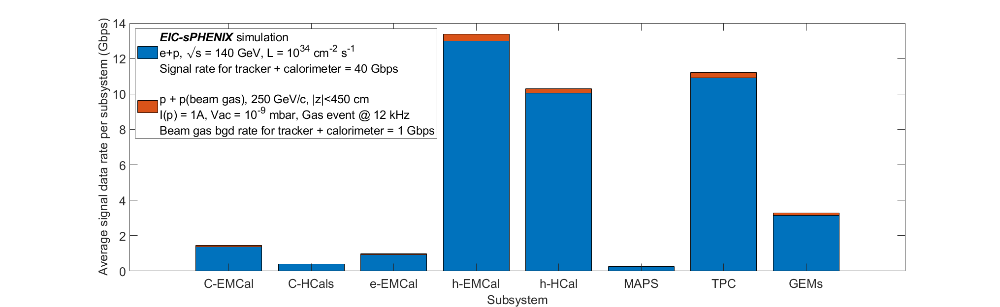 Average signal data rate per subsystem (Gbps)
14
12
10
8
6
4
2
0
EIC-sPHENIX simulation
e+p, √s = 140 GeV, L = 10^34 cm^-2 s^-1
Signal rate for tracker + calorimeter = 40 Gbps
p + p(beam gas), 250 GeV/c, |z|<450 cm
I(p) = 1A, Vac = 10^-9 mbar, Gas event @ 12 kHz
Beam gas bgd rate for tracker + calorimeter = 1 Gbps
C-EMCal C-HCals e-EMCal h-EMCal h-HCal MAPS TPC GEMs
Subsystem